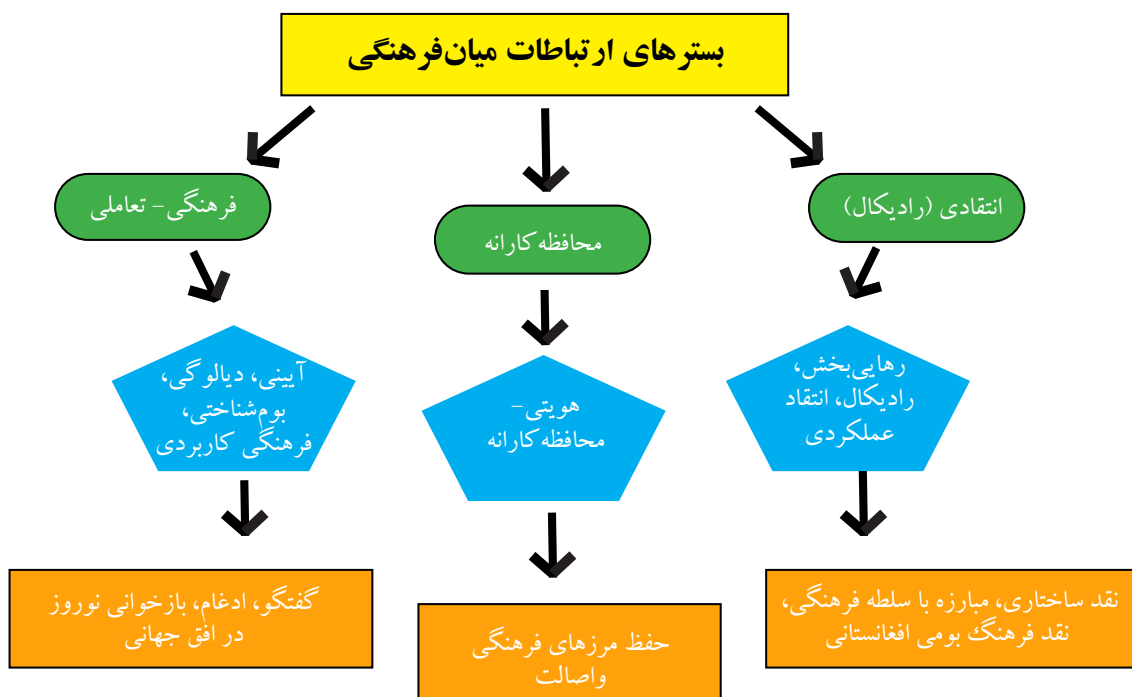 بسترهای ارتباطات میان‌فرهنگی
انتقادی (رادیکال)
محافظه‌کارانه
فرهنگی- تعاملی
رهایی‌بخش،
رادیکال، انتقاد
عملکردی
هویتی-
محافظه‌کارانه
آیینی، دیالوگی،
بوم‌شناختی،
فرهنگی کاربردی
نقد ساختاری، مبارزه با سلطه فرهنگی،
نقد فرهنگ بومی افغانستانی
حفظ مرزهای فرهنگی
واصالت
گفتگو، ادغام، بازخوانی نوروز
در افق جهانی